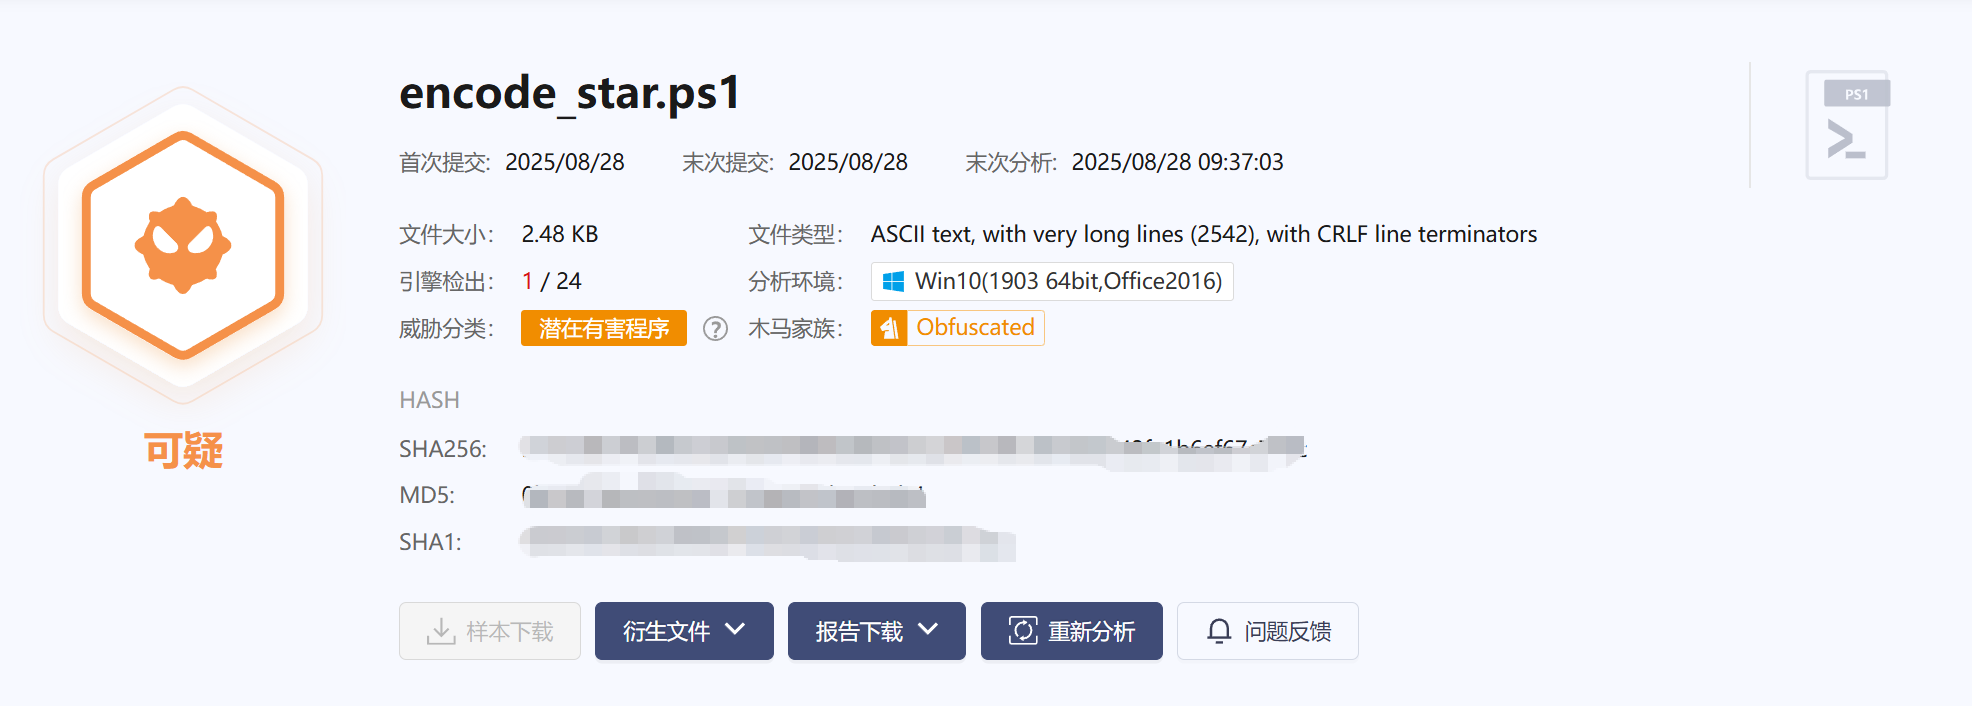 encode_star.ps1
PS1
首次提交: 2025/08/28 末次提交: 2025/08/28 末次分析: 2025/08/28 09:37:03
文件大小: 2.48 KB 文件类型: ASCII text, with very long lines (2542), with CRLF line terminators
引擎检出: 1 / 24 分析环境: Win10(1903 64bit,Office2016)
威胁分类: 潜在有害程序 ? 木马家族: Obfuscated
可疑
HASH
SHA256:
MD5:
SHA1:
样本下载 衍生文件 报告下载 重新分析 问题反馈